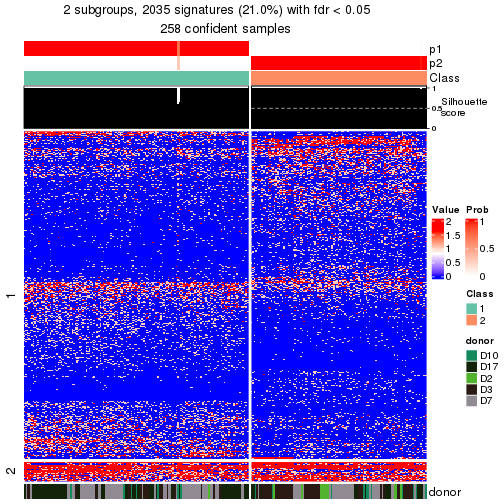 2 subgroups, 2035 signatures (21.0%) with fdr < 0.05
258 confident samples
p1
p2
Class
1
0.5
0
Silhouette
score
1
2
Value
2
1.5
1
0.5
0
Prob
1
0.5
0
Class
1
2
donor
D10
D17
D2
D3
D7
donor